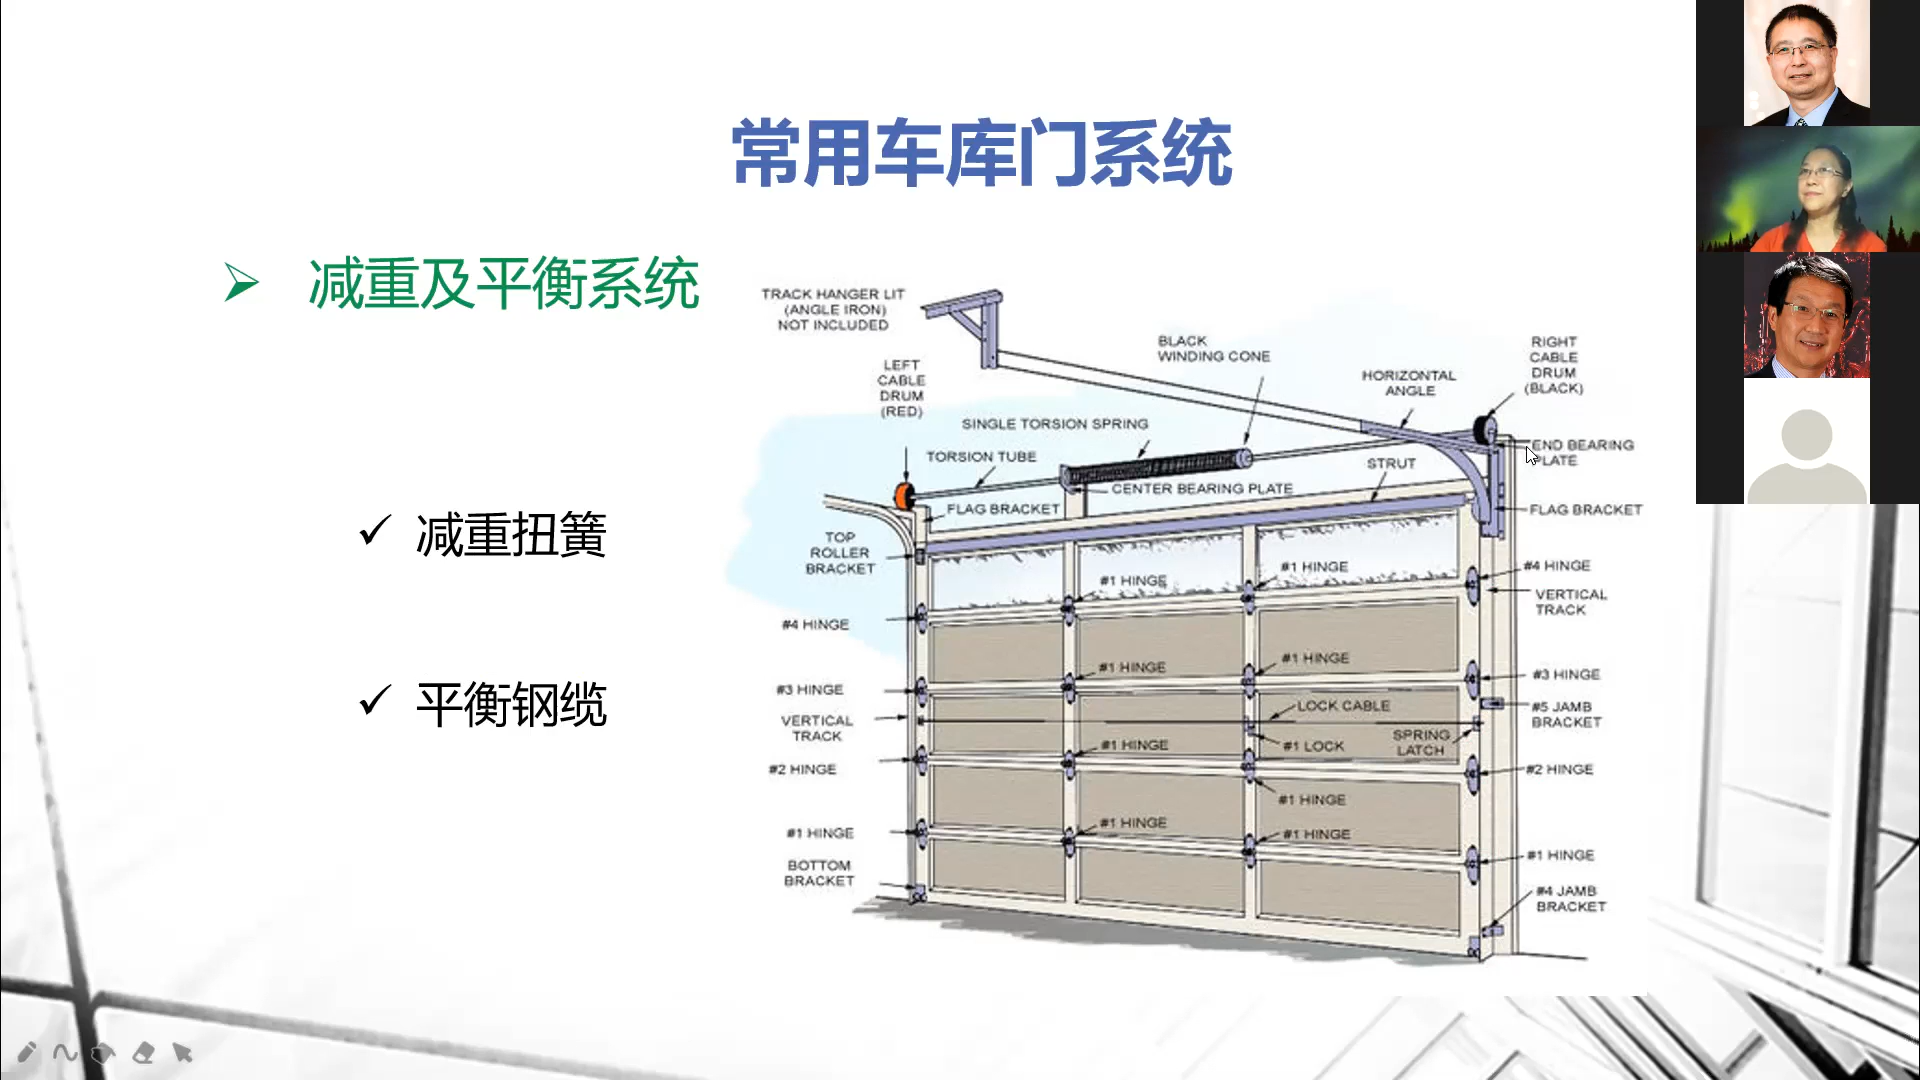 常用车库门系统
减重及平衡系统
减重扭簧
平衡钢缆
TRACK HANGER LIT
(ANGLE IRON)
NOT INCLUDED
LEFT
CABLE
DRUM
(RED)
BLACK
WINDING CONE
HORIZONTAL
ANGLE
RIGHT
CABLE
DRUM
(BLACK)
SINGLE TORSION SPRING
TORSION TUBE
CENTER BEARING PLATE
STRUT
END BEARING
PLATE
FLAG BRACKET
FLAG BRACKET
TOP
ROLLER
BRACKET
#1 HINGE
#1 HINGE
#4 HINGE
VERTICAL
TRACK
#4 HINGE
#1 HINGE
#1 HINGE
#3 HINGE
#3 HINGE
VERTICAL
TRACK
LOCK CABLE
#5 JAMB
BRACKET
#1 HINGE
#1 LOCK
SPRING
LATCH
#2 HINGE
#2 HINGE
#1 HINGE
#1 HINGE
#1 HINGE
#1 HINGE
#1 HINGE
BOTTOM
BRACKET
#4 JAMB
BRACKET